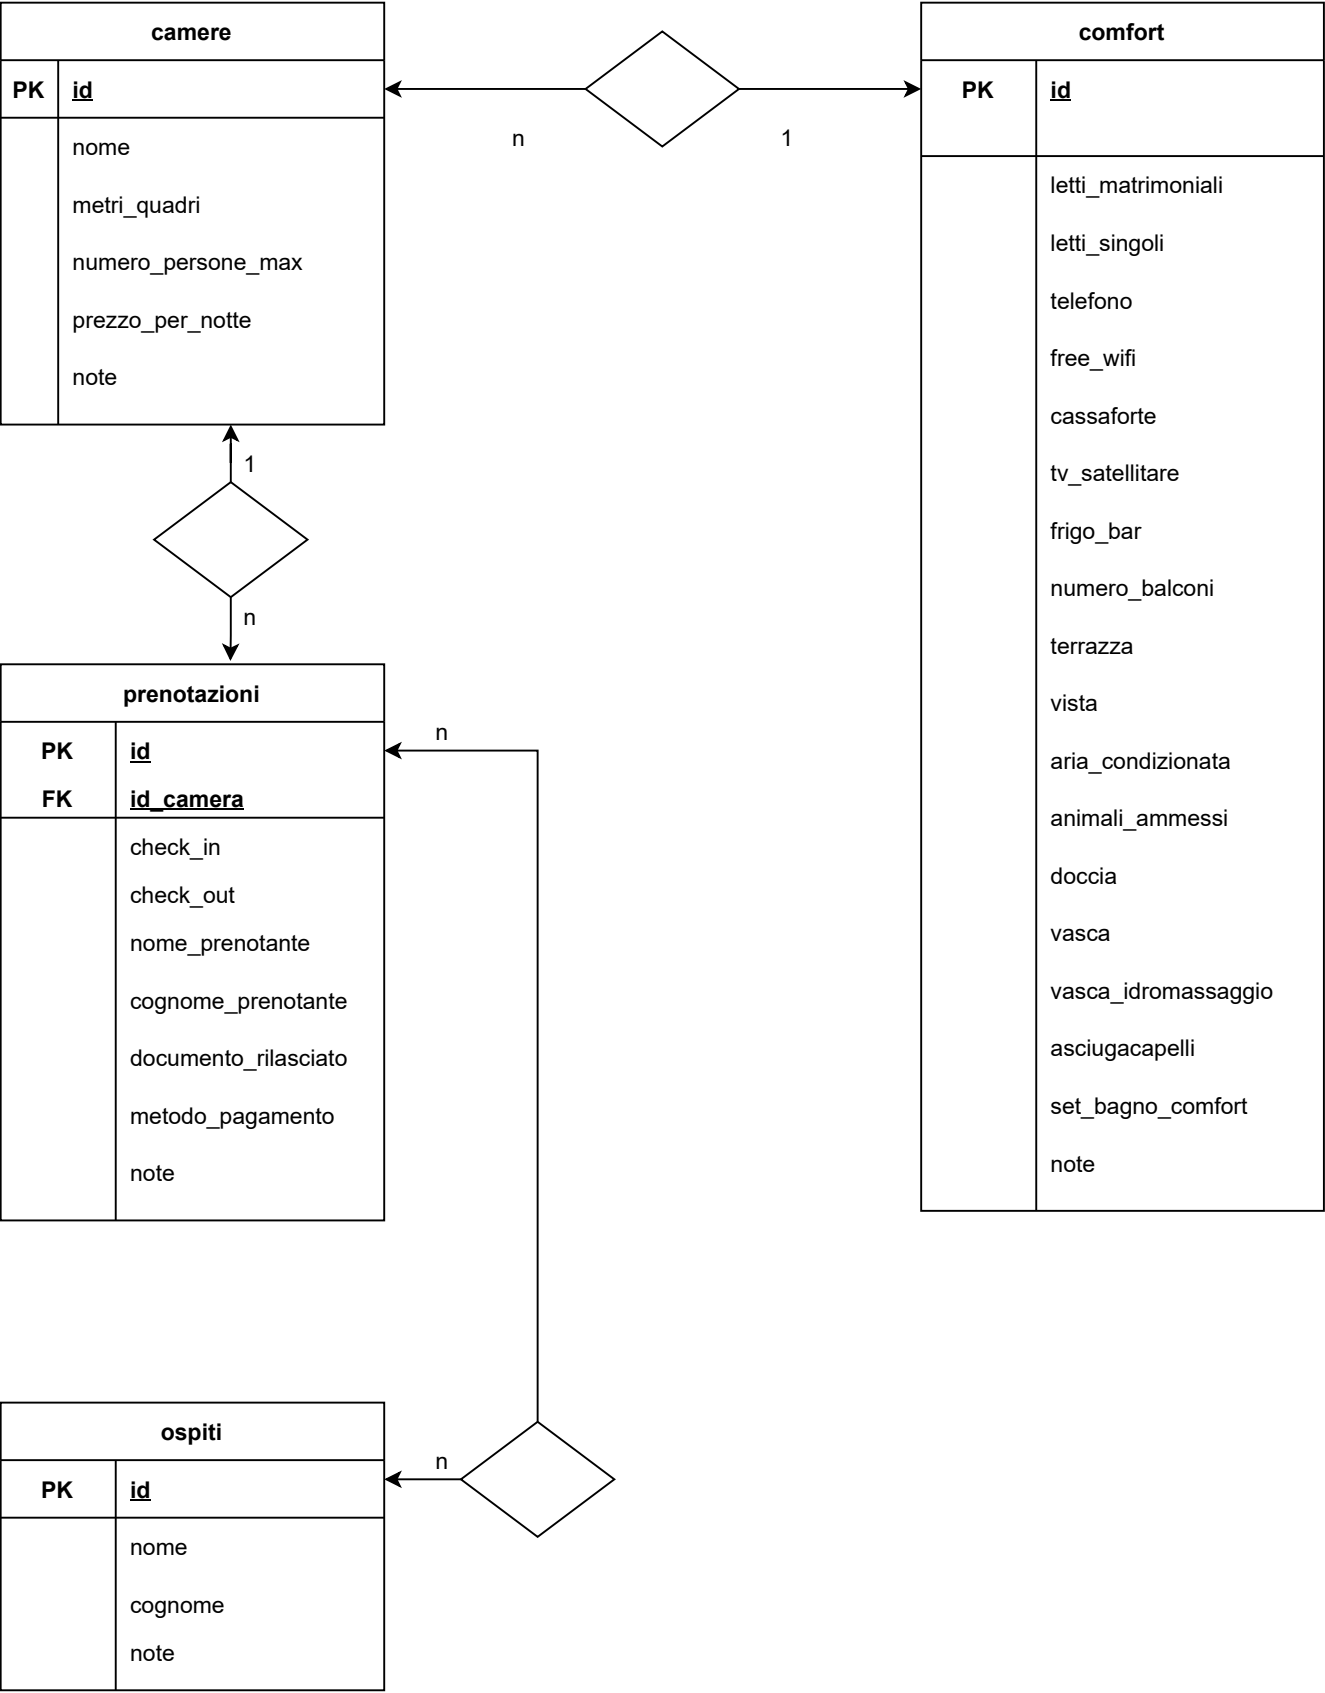 camere
PK id
nome
metri_quadri
numero_persone_max
prezzo_per_notte
note
n
1
comfort
PK id
letti_matrimoniali
letti_singoli
telefono
free_wifi
cassaforte
tv_satellitare
frigo_bar
numero_balconi
terrazza
vista
aria_condizionata
animali_ammessi
doccia
vasca
vasca_idromassaggio
asciugacapelli
set_bagno_comfort
note
1
n
prenotazioni
PK id
FK id_camera
check_in
check_out
nome_prenotante
cognome_prenotante
documento_rilasciato
metodo_pagamento
note
n
n
ospiti
PK id
nome
cognome
note